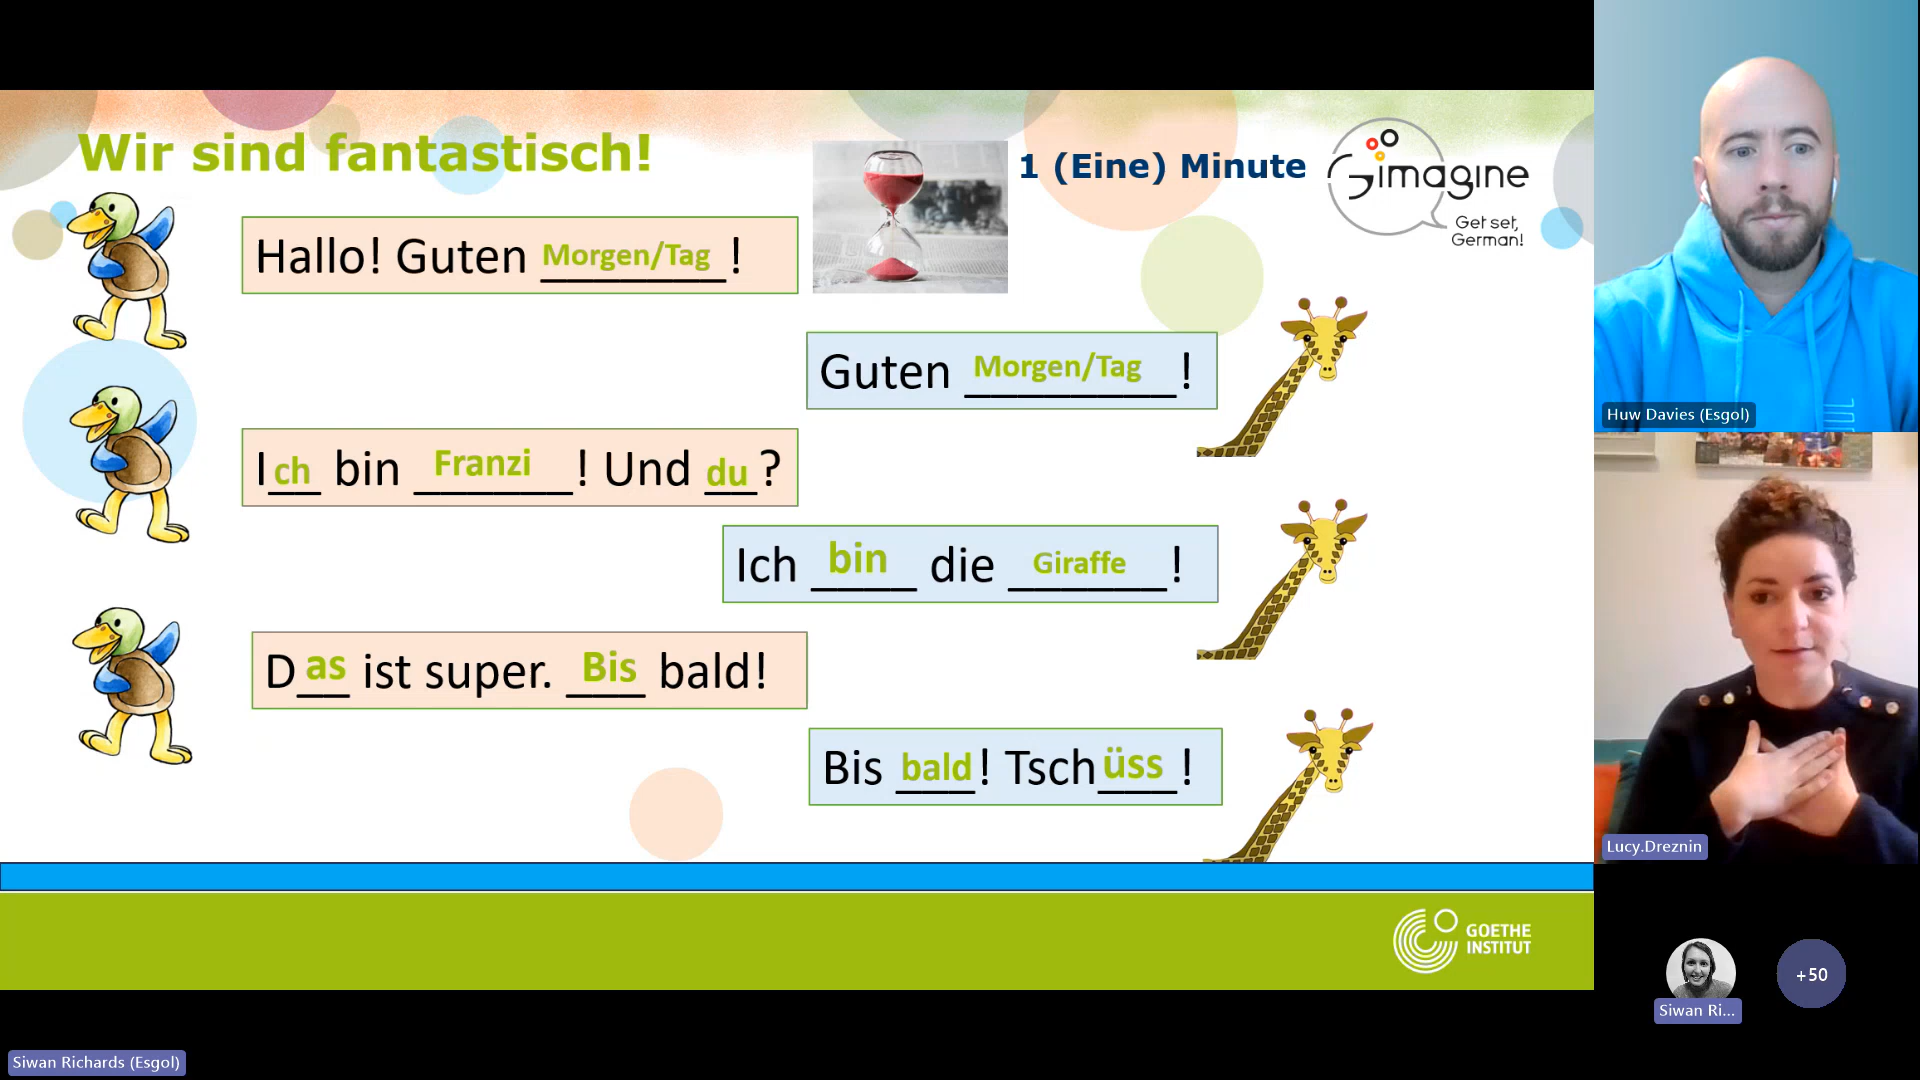 Wir sind fantastisch!
1 (Eine) Minute
Gimagine
Get set,
German!
Hallo! Guten Morgen/Tag!
Guten Morgen/Tag!
Ich bin Franzi! Und du?
Ich bin die Giraffe!
Das ist super. Bis bald!
Bis bald! Tschüss!
GOETHE
INSTITUT
Huw Davies (Esgol)
Lucy.Dreznin
Siwan Ri...
+50
Siwan Richards (Esgol)